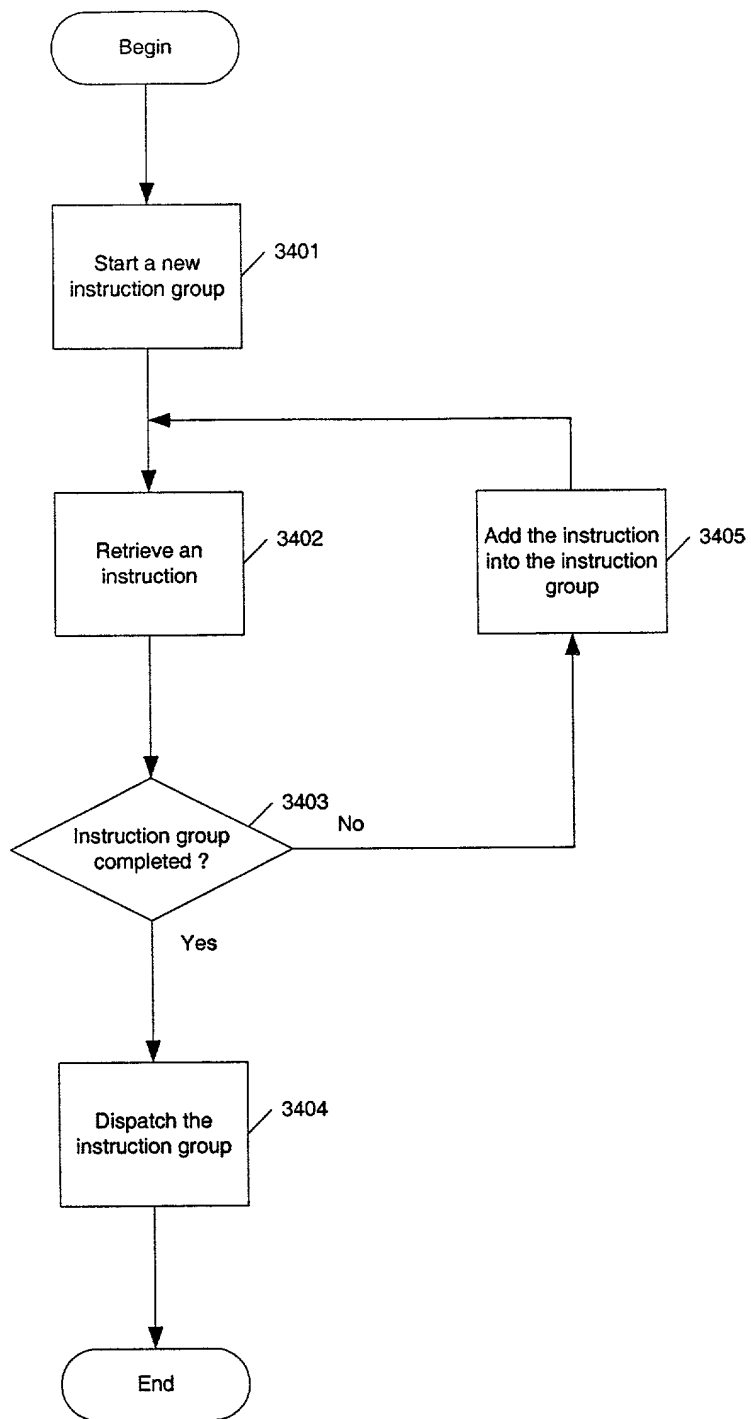 Begin
Start a new
instruction group
3401
Retrieve an
instruction
3402
Add the instruction
into the instruction
group
3405
Instruction group
completed ?
3403
No
Yes
Dispatch the
instruction group
3404
End